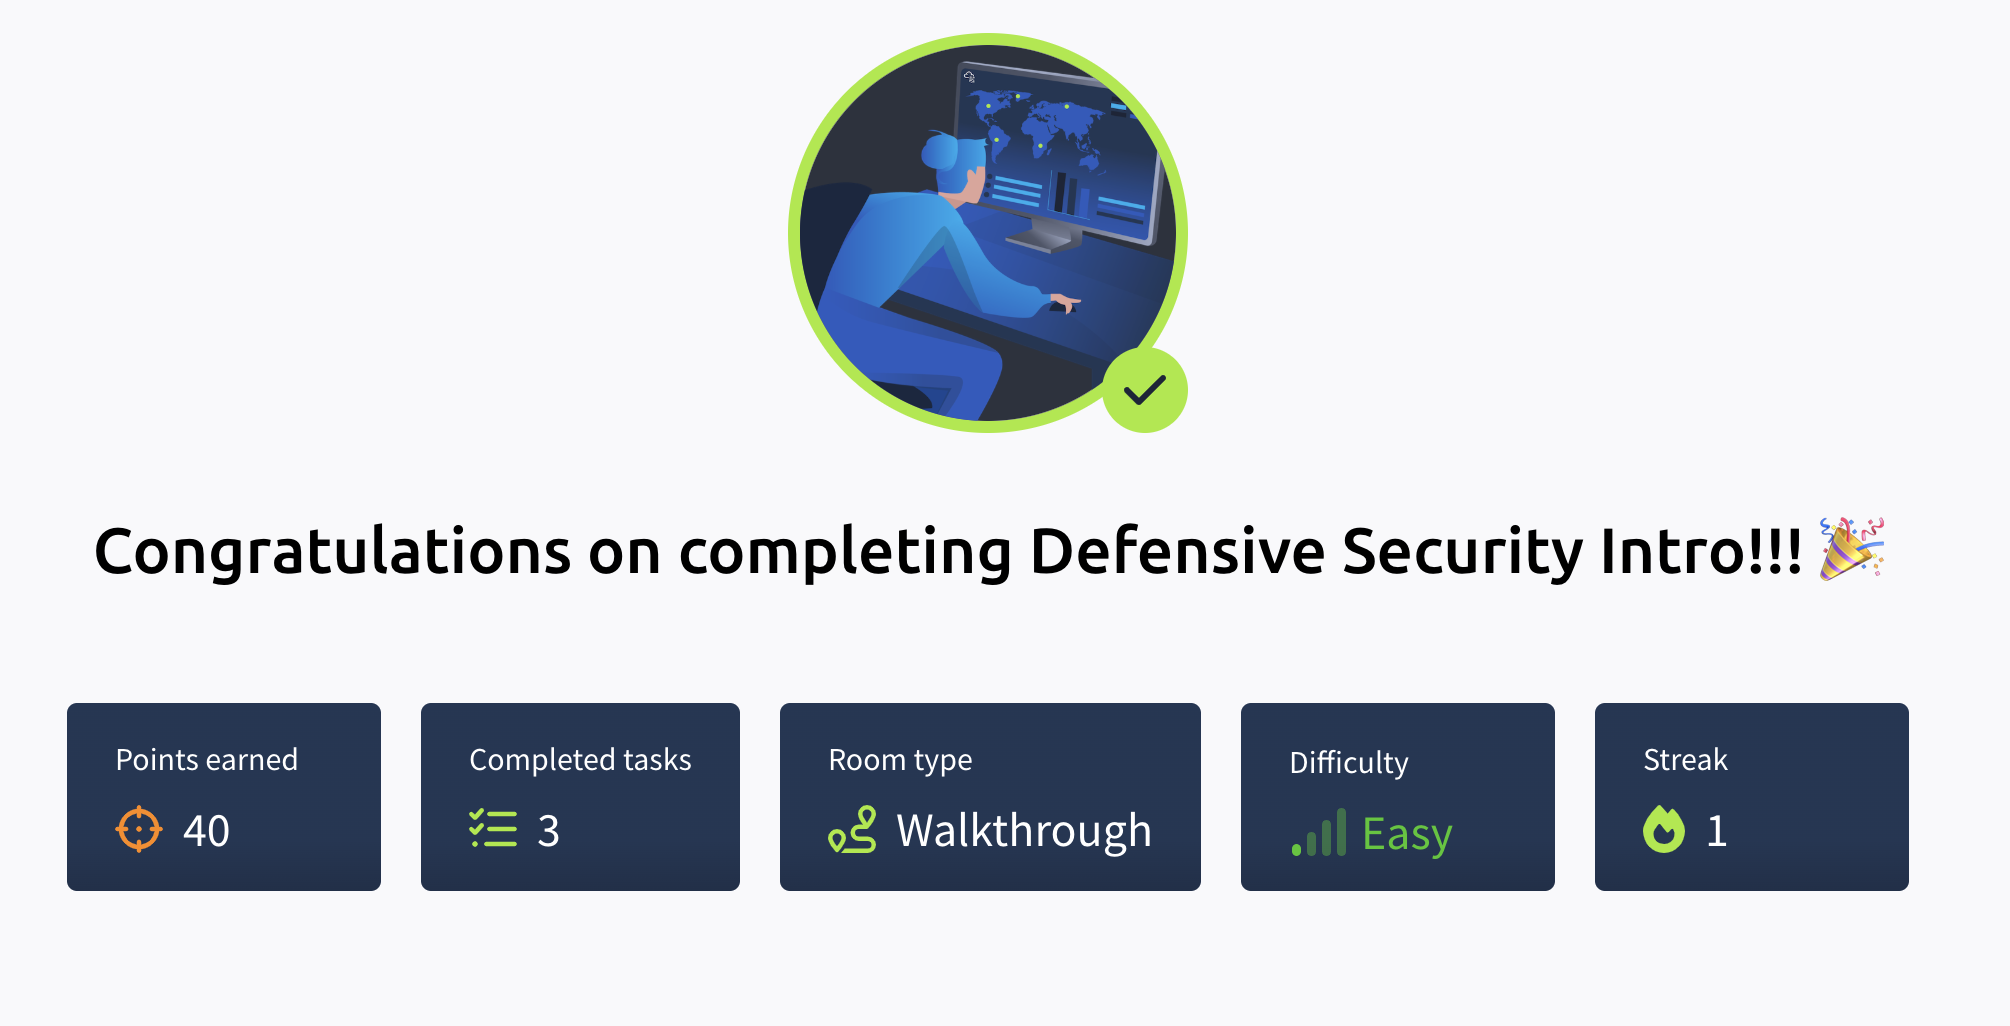 Congratulations on completing Defensive Security Intro!!! 🎉
Points earned
40
Completed tasks
3
Room type
Walkthrough
Difficulty
Easy
Streak
1